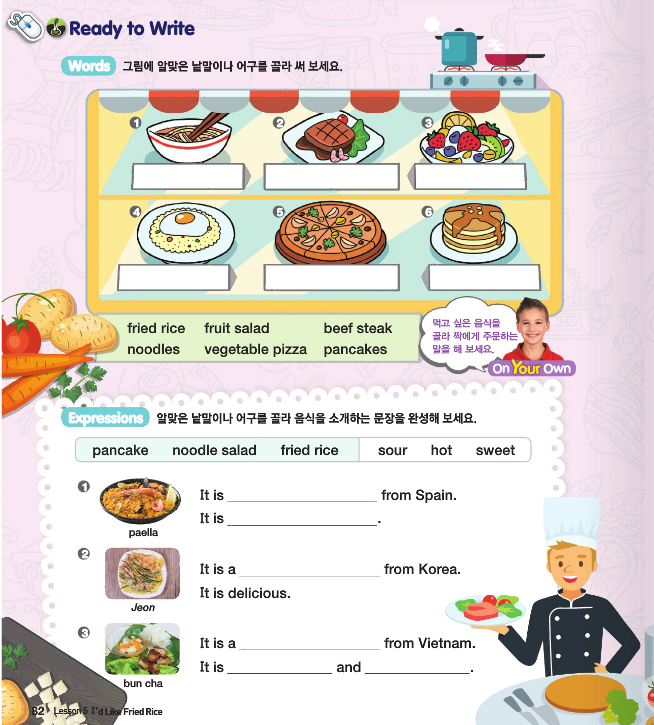 Ready to Write
Words 그림에 알맞은 낱말이나 어구를 골라 써 보세요.
1
2
3
4
5
6
fried rice fruit salad beef steak
noodles vegetable pizza pancakes
먹고 싶은 음식을
골라 짝에게 주문하는
말을 해 보세요.
On Your Own
Expressions 알맞은 낱말이나 어구를 골라 음식을 소개하는 문장을 완성해 보세요.
pancake noodle salad fried rice sour hot sweet
1
It is ____________________ from Spain.
It is ____________________.
paella
2
It is a ___________________ from Korea.
It is delicious.
Jeon
3
It is a ___________________ from Vietnam.
It is ______________ and ______________.
bun cha
82 Lesson 5 I'd Like Fried Rice